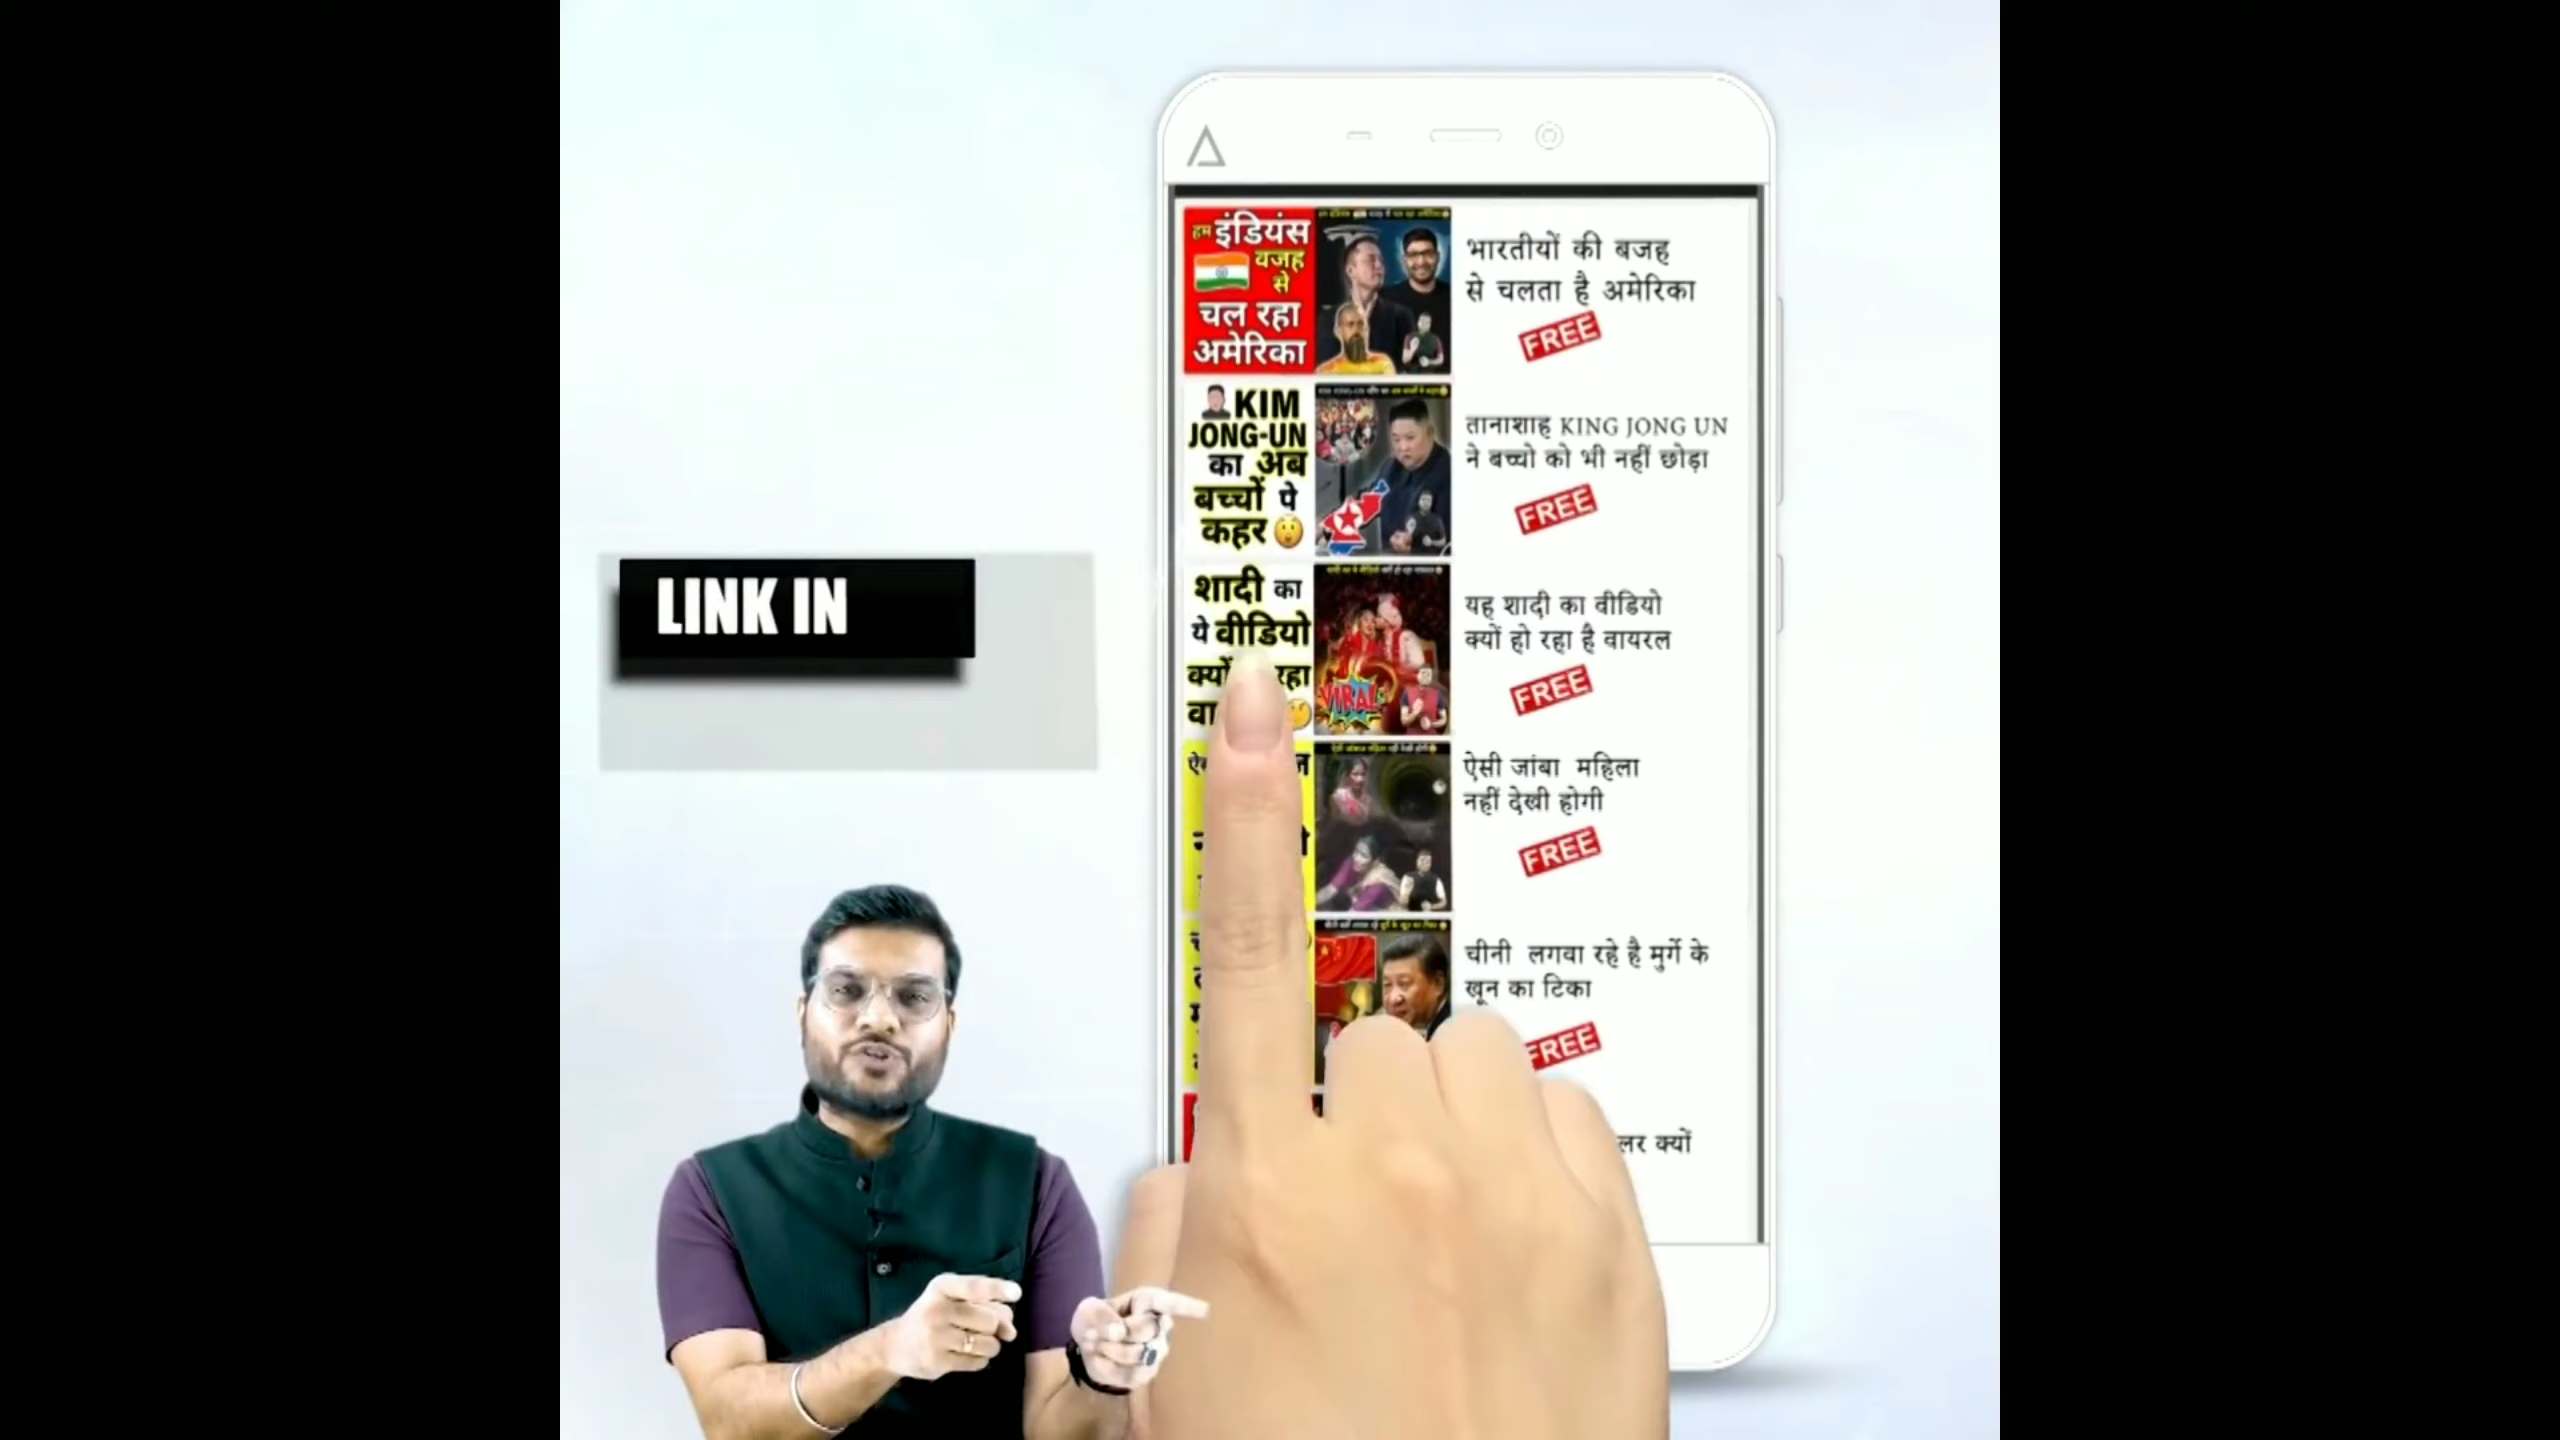 LINK IN
हम इंडियंस
वजह
से
चल रहा
अमेरिका
भारतीयों की बजह
से चलता है अमेरिका
FREE
KIM
JONG-UN
का अब
बच्चों पे
कहर
तानाशाह KING JONG UN
ने बच्चो को भी नहीं छोड़ा
FREE
शादी का
ये वीडियो
रहा
VIRAL
यह शादी का वीडियो
क्यों हो रहा है वायरल
FREE
ऐसी जांबा महिला
नहीं देखी होगी
FREE
चीनी लगवा रहे है मुर्गे के
खून का टिका
FREE
क्यों